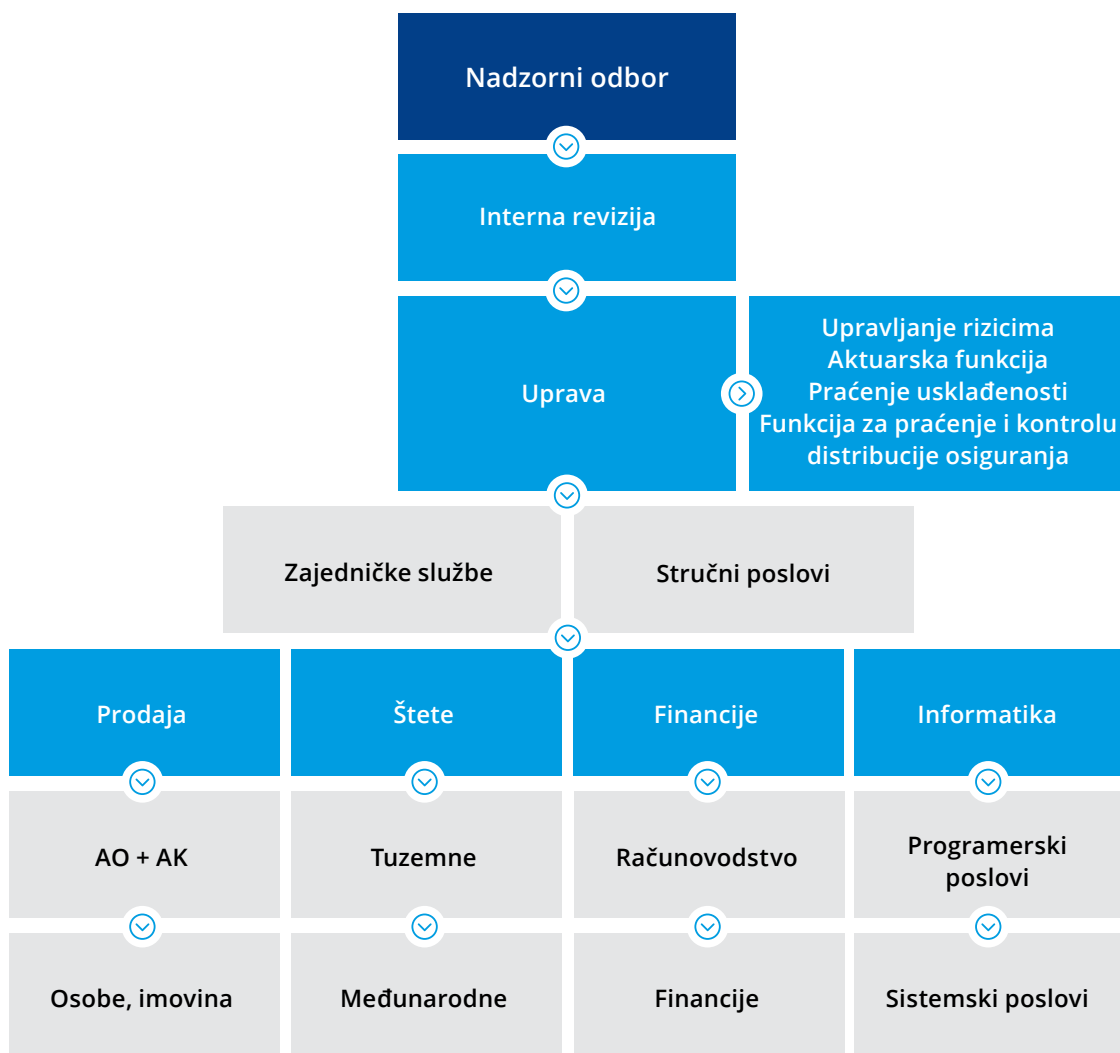 Nadzorni odbor
Interna revizija
Uprava
Upravljanje rizicima
Aktuarska funkcija
Praćenje usklađenosti
Funkcija za praćenje i kontrolu
distribucije osiguranja
Zajedničke službe
Stručni poslovi
Prodaja
Štete
Financije
Informatika
AO + AK
Tuzemne
Računovodstvo
Programerski
poslovi
Osobe, imovina
Međunarodne
Financije
Sistemski poslovi